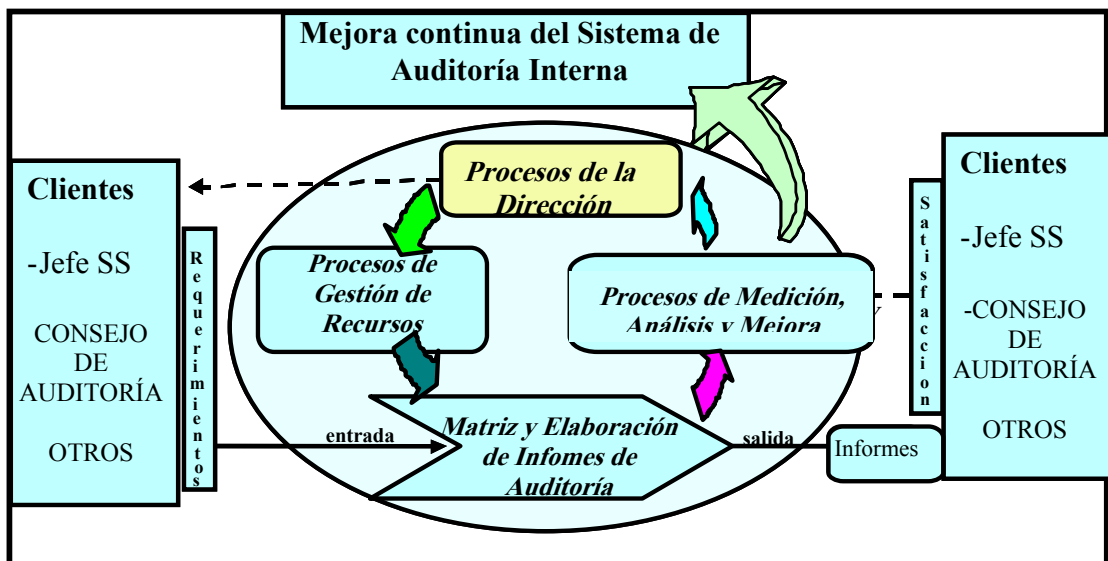 Mejora continua del Sistema de
Auditoría Interna
Clientes
-Jefe SS
CONSEJO
DE
AUDITORÍA
OTROS
Requerimientos
Procesos de la
Dirección
Procesos de
Gestión de
Recursos
Procesos de Medición,
Análisis y Mejora
entrada
Matriz y Elaboración
de Infomes de
Auditoría
salida
Informes
Satisfaccion
Clientes
-Jefe SS
-CONSEJO
DE
AUDITORÍA
OTROS